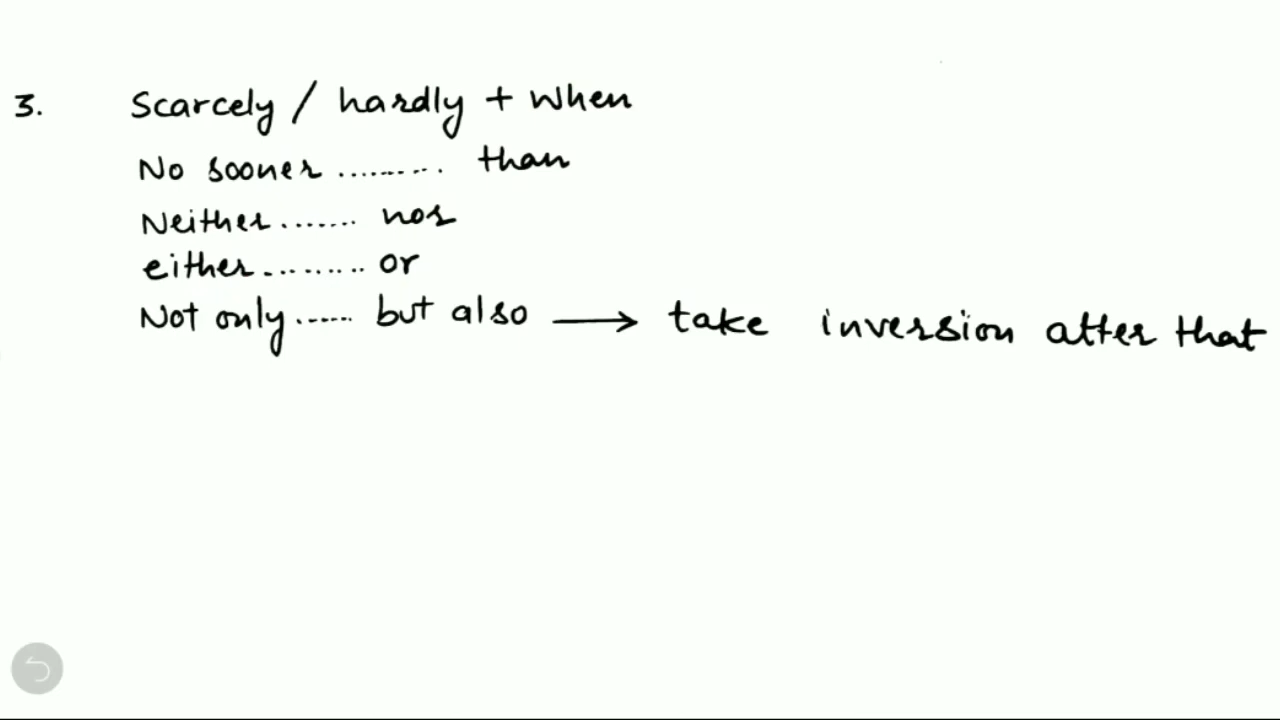 3. Scarcely / hardly + when
No sooner ......... than
Neither ....... nor
either ......... or
Not only ...... but also ⟶ take inversion after that